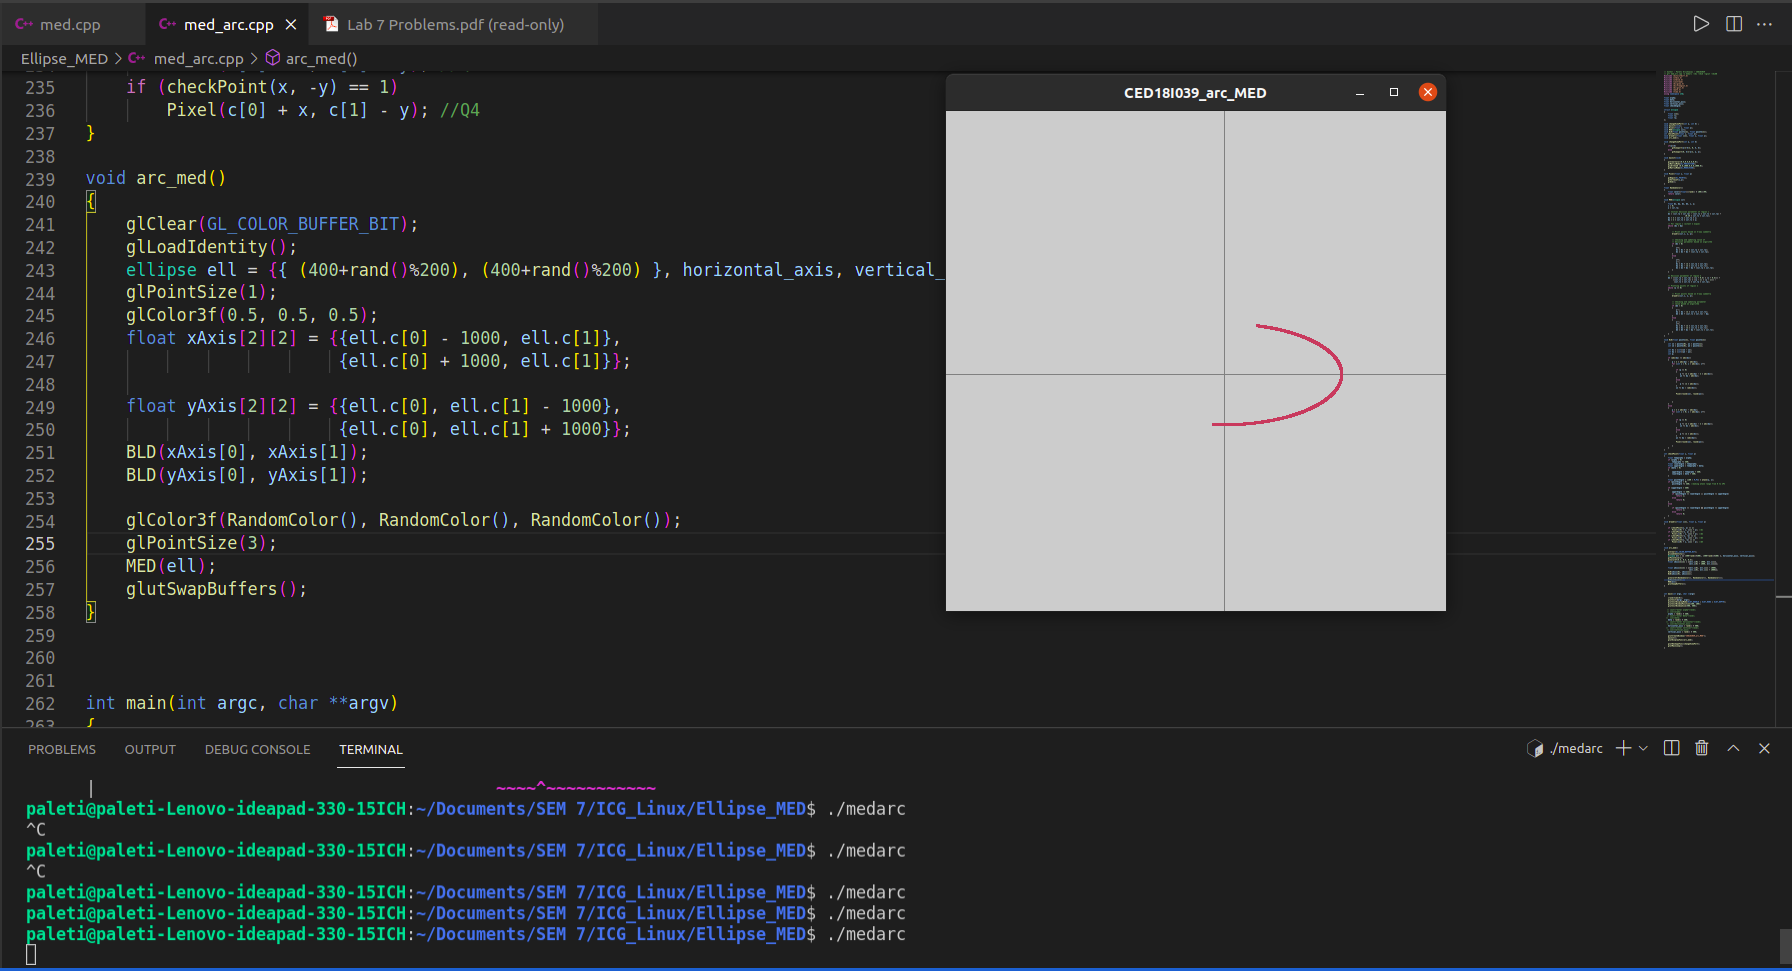 med.cpp
med_arc.cpp
Lab 7 Problems.pdf (read-only)
Ellipse_MED > med_arc.cpp > arc_med()
235 if (checkPoint(x, -y) == 1)
236 Pixel(c[0] + x, c[1] - y); //Q4
237 }
238
239 void arc_med()
240 {
241 glClear(GL_COLOR_BUFFER_BIT);
242 glLoadIdentity();
243 ellipse ell = {{ (400+rand()%200), (400+rand()%200) }, horizontal_axis, vertical_
244 glPointSize(1);
245 glColor3f(0.5, 0.5, 0.5);
246 float xAxis[2][2] = {{ell.c[0] - 1000, ell.c[1]},
247 {ell.c[0] + 1000, ell.c[1]}};
248
249 float yAxis[2][2] = {{ell.c[0], ell.c[1] - 1000},
250 {ell.c[0], ell.c[1] + 1000}};
251 BLD(xAxis[0], xAxis[1]);
252 BLD(yAxis[0], yAxis[1]);
253
254 glColor3f(RandomColor(), RandomColor(), RandomColor());
255 glPointSize(3);
256 MED(ell);
257 glutSwapBuffers();
258 }
259
260
261
262 int main(int argc, char **argv)
263 {
CED18I039_arc_MED
PROBLEMS OUTPUT DEBUG CONSOLE TERMINAL
./medarc
| ~~~~^~~~~~~~~~~~
paleti@paleti-Lenovo-ideapad-330-15ICH:~/Documents/SEM 7/ICG_Linux/Ellipse_MED$ ./medarc
^C
paleti@paleti-Lenovo-ideapad-330-15ICH:~/Documents/SEM 7/ICG_Linux/Ellipse_MED$ ./medarc
^C
paleti@paleti-Lenovo-ideapad-330-15ICH:~/Documents/SEM 7/ICG_Linux/Ellipse_MED$ ./medarc
paleti@paleti-Lenovo-ideapad-330-15ICH:~/Documents/SEM 7/ICG_Linux/Ellipse_MED$ ./medarc
paleti@paleti-Lenovo-ideapad-330-15ICH:~/Documents/SEM 7/ICG_Linux/Ellipse_MED$ ./medarc